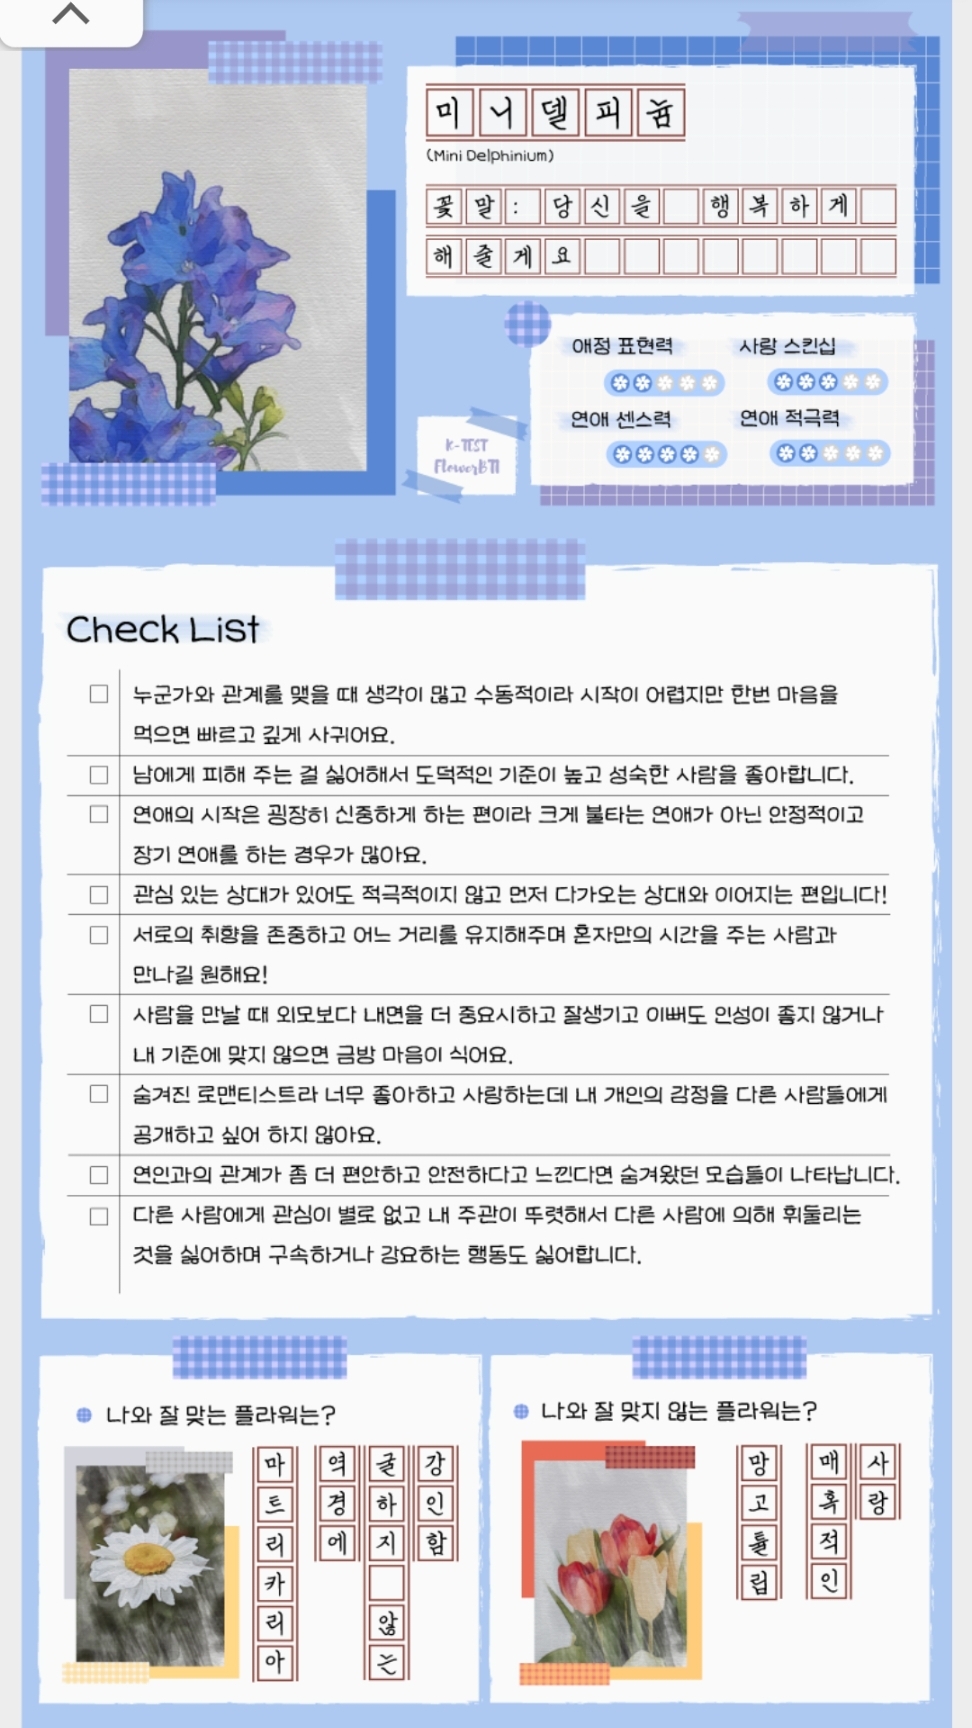 미니델피늄
(Mini Delphinium)
꽃말: 당신을 행복하게
해줄게요
애정 표현력
사랑 스킨십
연애 센스력
연애 적극력
K-TEST
FlowerBTI
Check List
누군가와 관계를 맺을 때 생각이 많고 수동적이라 시작이 어렵지만 한번 마음을
먹으면 빠르고 깊게 사귀어요.
남에게 피해 주는 걸 싫어해서 도덕적인 기준이 높고 성숙한 사람을 좋아합니다.
연애의 시작은 굉장히 신중하게 하는 편이라 크게 불타는 연애가 아닌 안정적이고
장기 연애를 하는 경우가 많아요.
관심 있는 상대가 있어도 적극적이지 않고 먼저 다가오는 상대와 이어지는 편입니다!
서로의 취향을 존중하고 어느 거리를 유지해주며 혼자만의 시간을 주는 사람과
만나길 원해요!
사람을 만날 때 외모보다 내면을 더 중요시하고 잘생기고 이뻐도 인성이 좋지 않거나
내 기준에 맞지 않으면 금방 마음이 식어요.
숨겨진 로맨티스트라 너무 좋아하고 사랑하는데 내 개인의 감정을 다른 사람들에게
공개하고 싶어 하지 않아요.
연인과의 관계가 좀 더 편안하고 안전하다고 느낀다면 숨겨왔던 모습들이 나타납니다.
다른 사람에게 관심이 별로 없고 내 주관이 뚜렷해서 다른 사람에 의해 휘둘리는
것을 싫어하며 구속하거나 강요하는 행동도 싫어합니다.
나와 잘 맞는 플라워는?
마트리카리아
역경에
굴하지 않는
강인함
나와 잘 맞지 않는 플라워는?
망고튤립
매혹적인
사랑